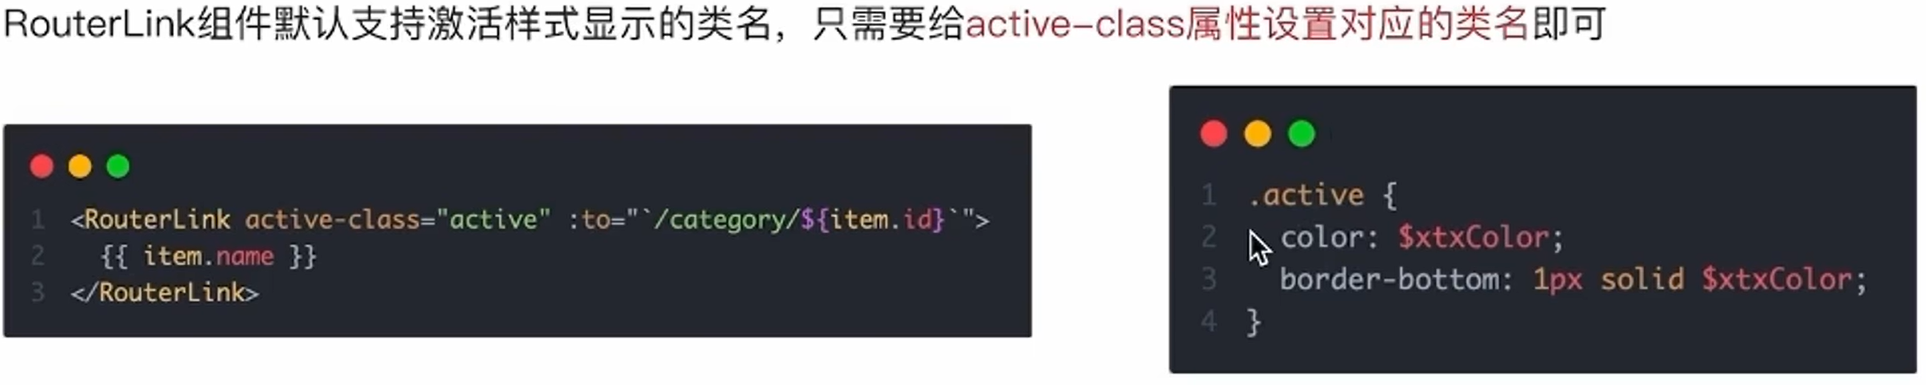 RouterLink组件默认支持激活样式显示的类名，只需要给active-class属性设置对应的类名即可
1 <RouterLink active-class="active" :to="`/category/${item.id}`">
2   {{ item.name }}
3 </RouterLink>
1 .active {
2   color: $xtxColor;
3   border-bottom: 1px solid $xtxColor;
4 }